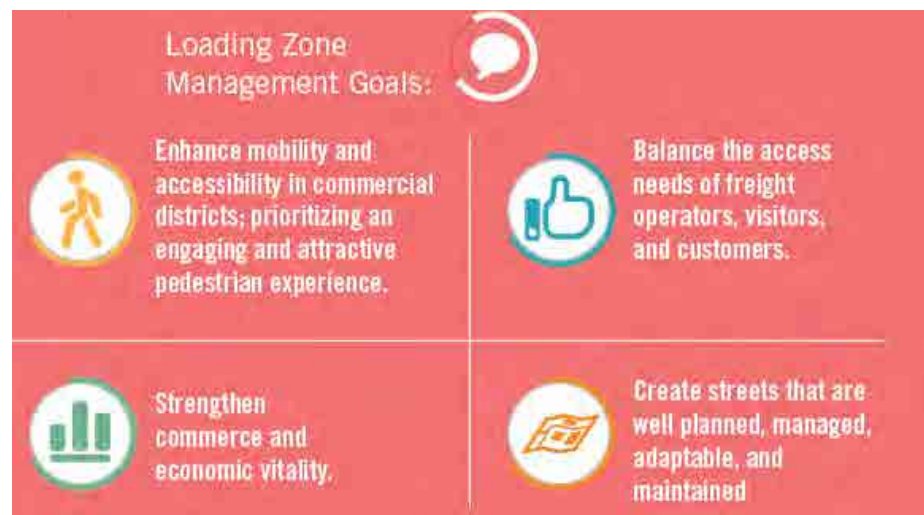 Loading Zone
Management Goals:
Enhance mobility and
accessibility in commercial
districts; prioritizing an
engaging and attractive
pedestrian experience.
Balance the access
needs of freight
operators, visitors,
and customers.
Strengthen
commerce and
economic vitality.
Create streets that are
well planned, managed,
adaptable, and
maintained